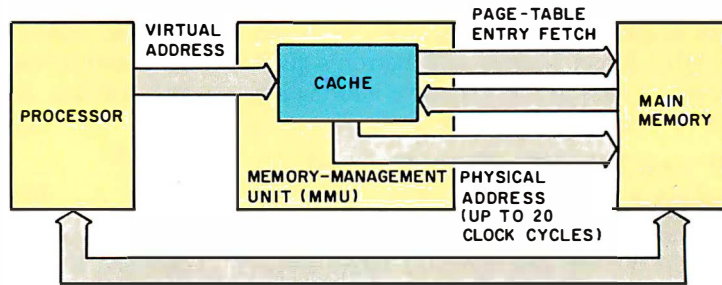 VIRTUAL
ADDRESS
PAGE-TABLE
ENTRY FETCH
CACHE
PROCESSOR
MAIN
MEMORY
MEMORY-MANAGEMENT
UNIT (MMU)
PHYSICAL
ADDRESS
(UP TO 20
CLOCK CYCLES)